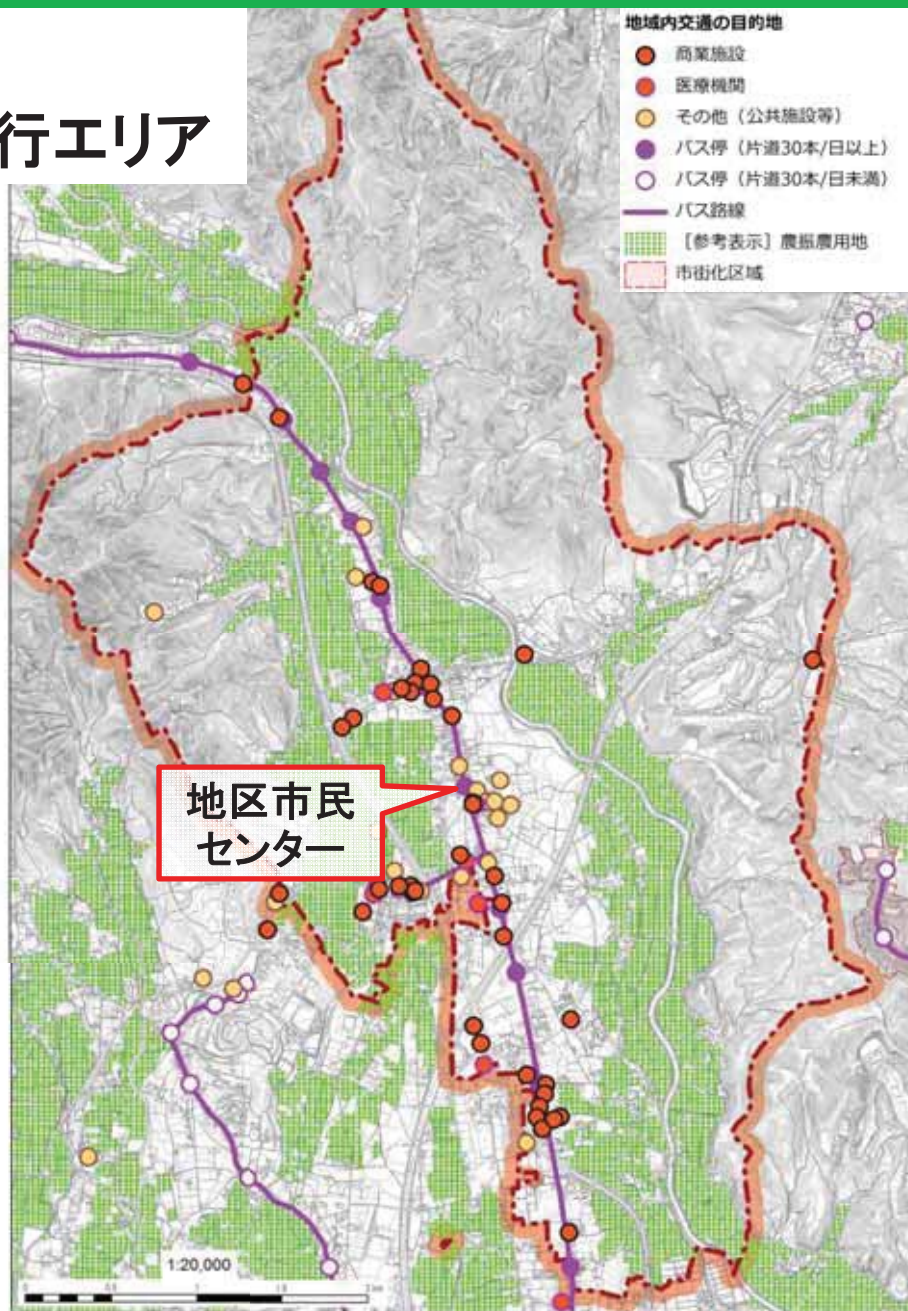 行エリア
地域内交通の目的地
商業施設
医療機関
その他（公共施設等）
バス停（片道30本/日以上）
バス停（片道30本/日未満）
バス路線
［参考表示］農振農用地
市街化区域
地区市民
センター
1:20,000